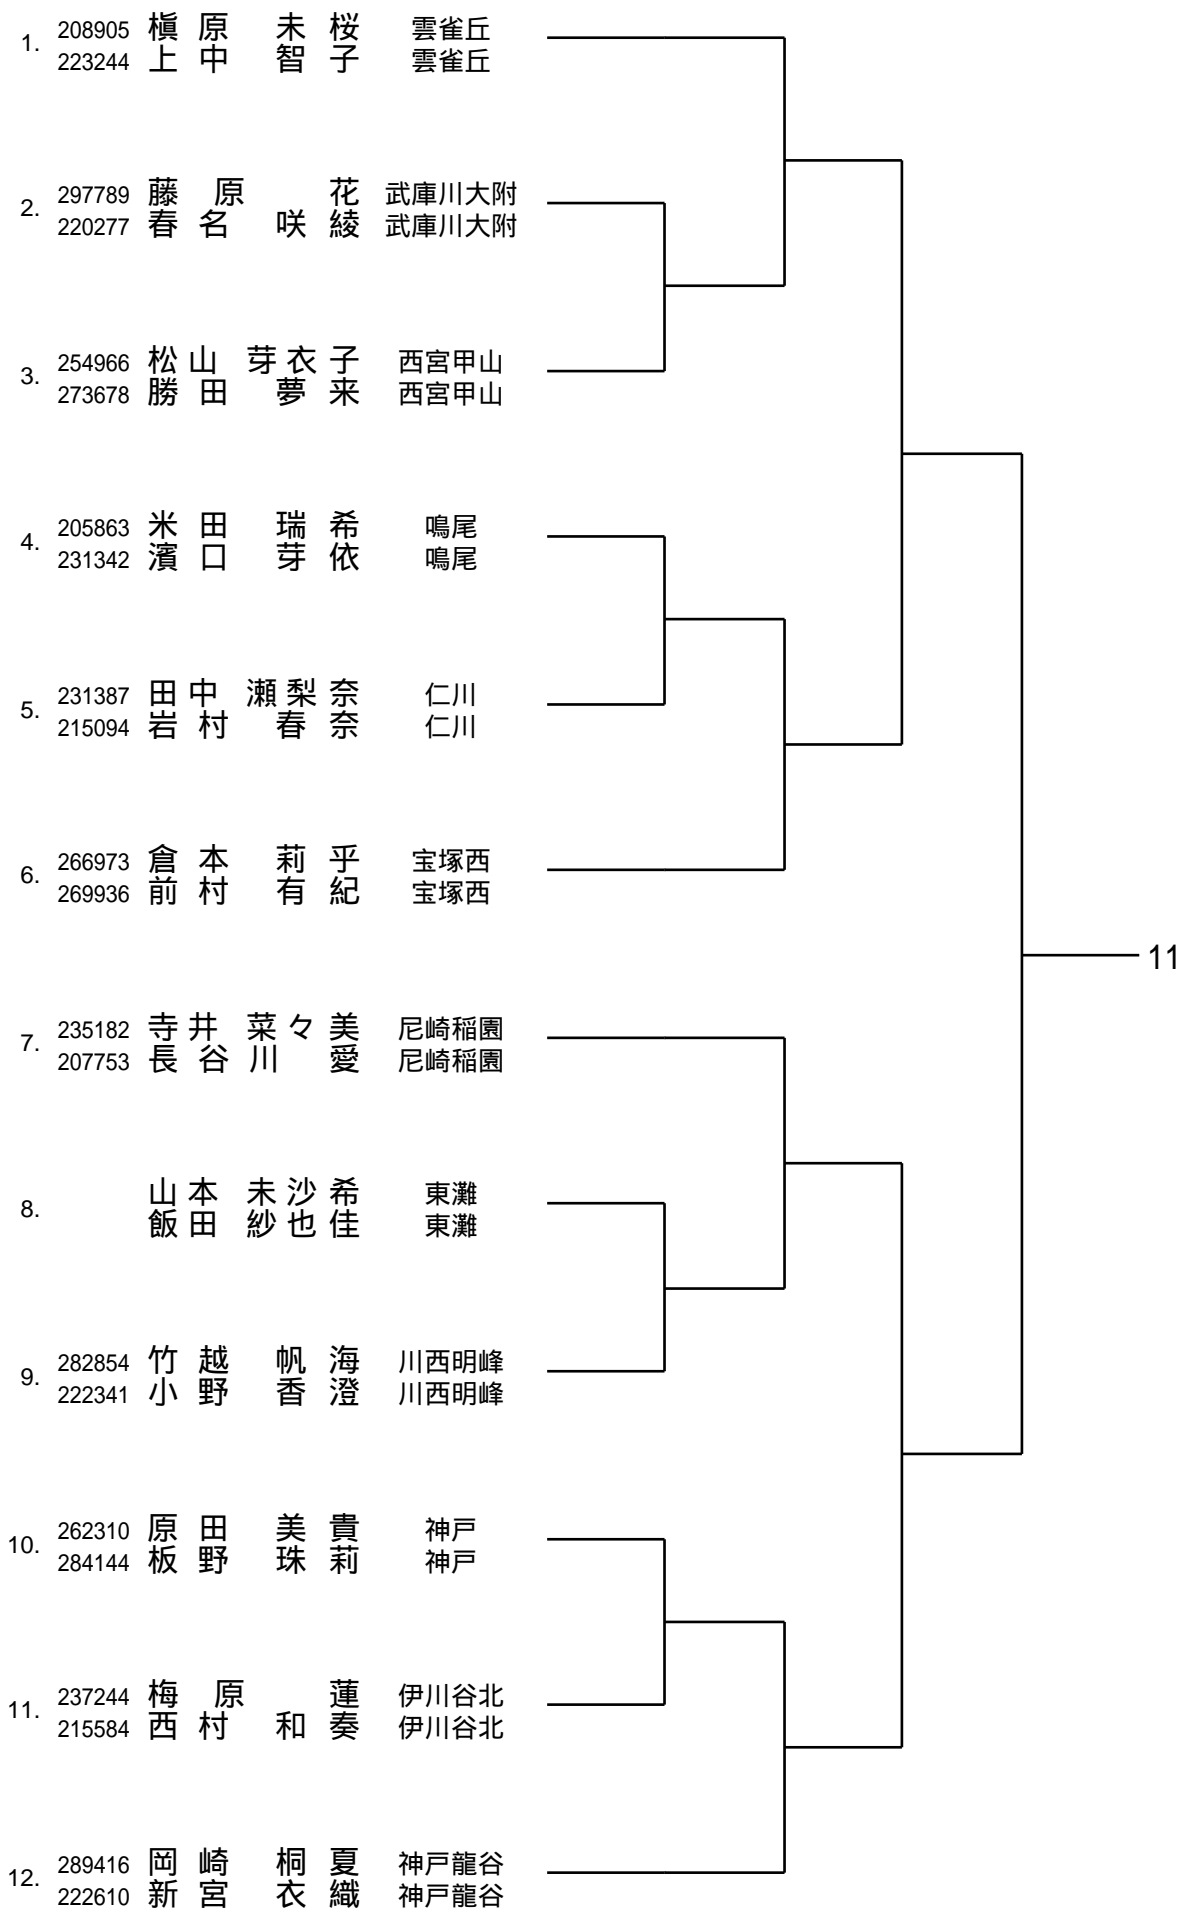 1. 208905 槇原 未桜 雲雀丘
223244 上中 智子 雲雀丘
2. 297789 藤原 花 武庫川大附
220277 春名 咲綾 武庫川大附
3. 254966 松山 芽衣子 西宮甲山
273678 勝田 夢来 西宮甲山
4. 205863 米田 瑞希 鳴尾
231342 濱口 芽依 鳴尾
5. 231387 田中 瀬梨奈 仁川
215094 岩村 春奈 仁川
6. 266973 倉本 莉乎 宝塚西
269936 前村 有紀 宝塚西
11
7. 235182 寺井 菜々美 尼崎稲園
207753 長谷川 愛 尼崎稲園
8. 山本 未沙希 東灘
飯田 紗也佳 東灘
9. 282854 竹越 帆海 川西明峰
222341 小野 香澄 川西明峰
10. 262310 原田 美貴 神戸
284144 板野 珠莉 神戸
11. 237244 梅原 蓮 伊川谷北
215584 西村 和奏 伊川谷北
12. 289416 岡崎 桐夏 神戸龍谷
222610 新宮 衣織 神戸龍谷